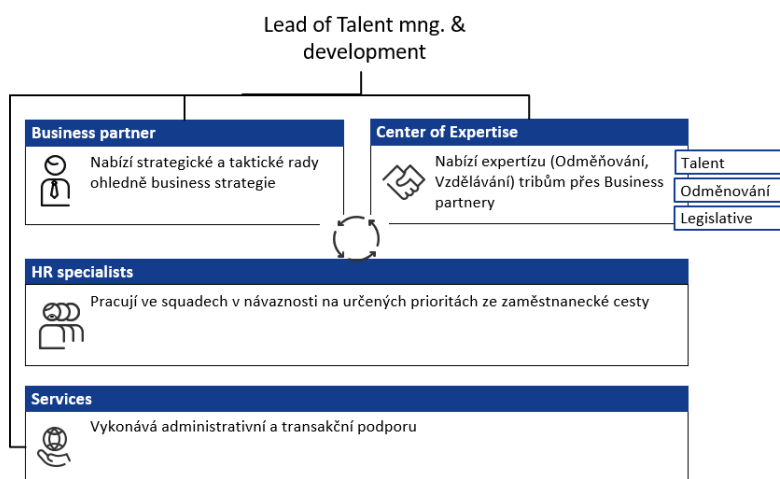 Lead of Talent mng. &
development
Business partner
Nabízí strategické a taktické rady
ohledně business strategie
Center of Expertise
Nabízí expertízu (Odměňování,
Vzdělávání) tribům přes Business
partnery
Talent
Odměnování
Legislative
HR specialists
Pracují ve squadech v návaznosti na určených prioritách ze zaměstnanecké cesty
Services
Vykonává administrativní a transakční podporu